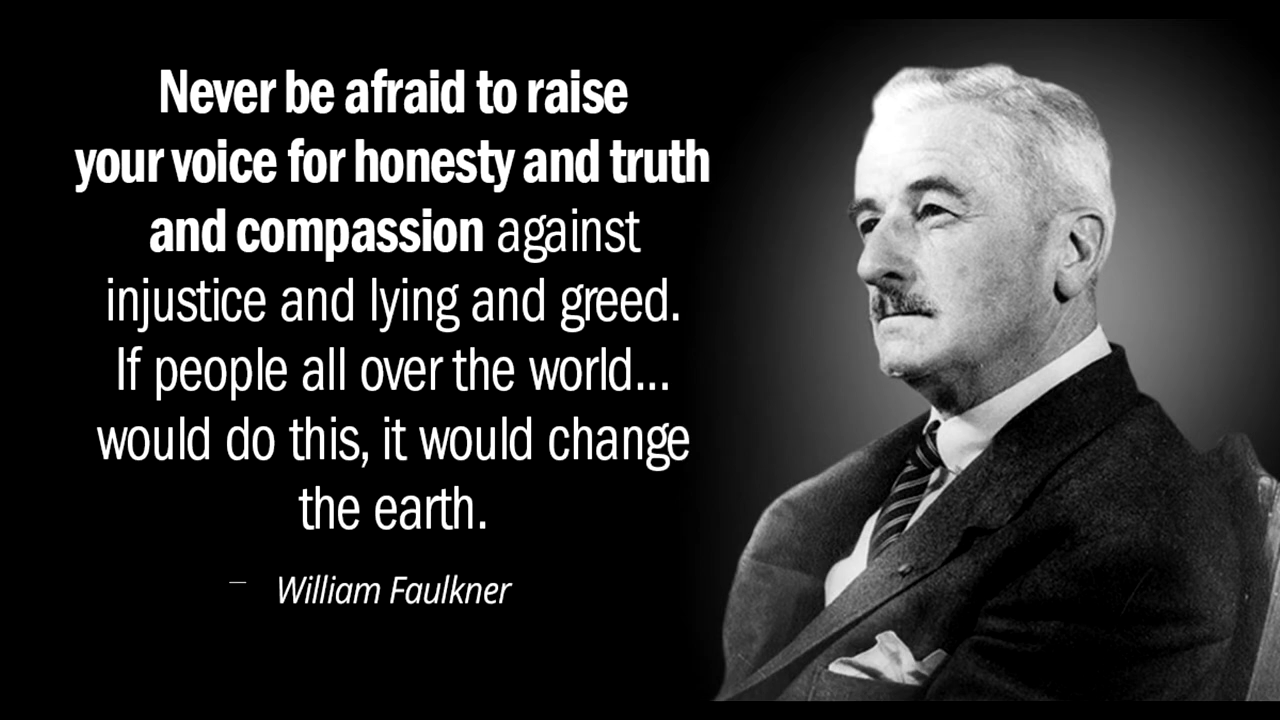 Never be afraid to raise
your voice for honesty and truth
and compassion against
injustice and lying and greed.
If people all over the world...
would do this, it would change
the earth.
— William Faulkner